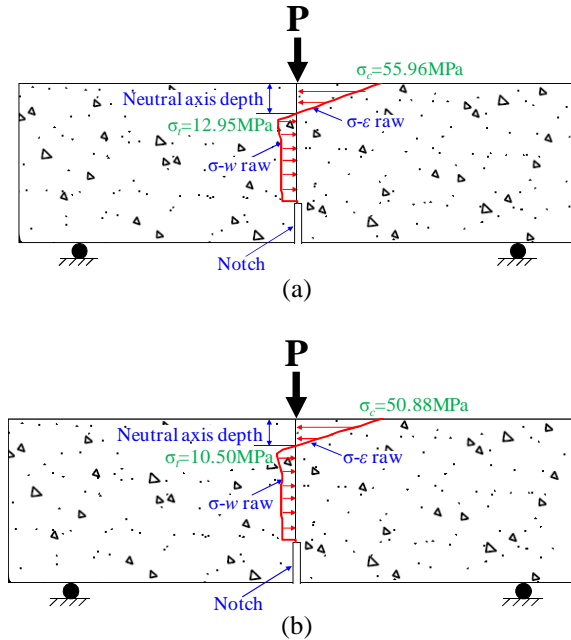 P
σc=55.96MPa
Neutral axis depth
σt=12.95MPa
σ-ε raw
σ-w raw
Notch
(a)
P
σc=50.88MPa
Neutral axis depth
σt=10.50MPa
σ-ε raw
σ-w raw
Notch
(b)